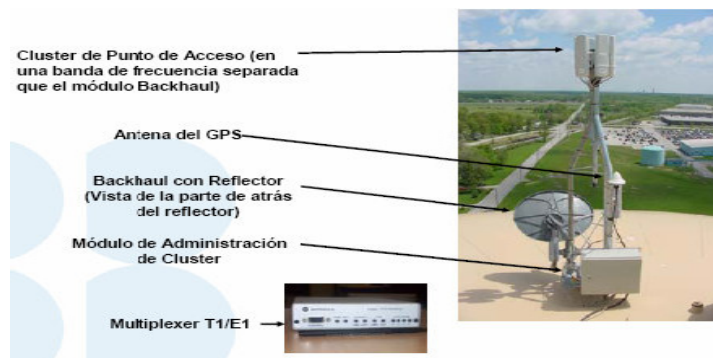 Cluster de Punto de Acceso (en
una banda de frecuencia separada
que el módulo Backhaul)
Antena del GPS
Backhaul con Reflector
(Vista de la parte de atrás
del reflector)
Módulo de Administración
de Cluster
Multiplexer T1/E1